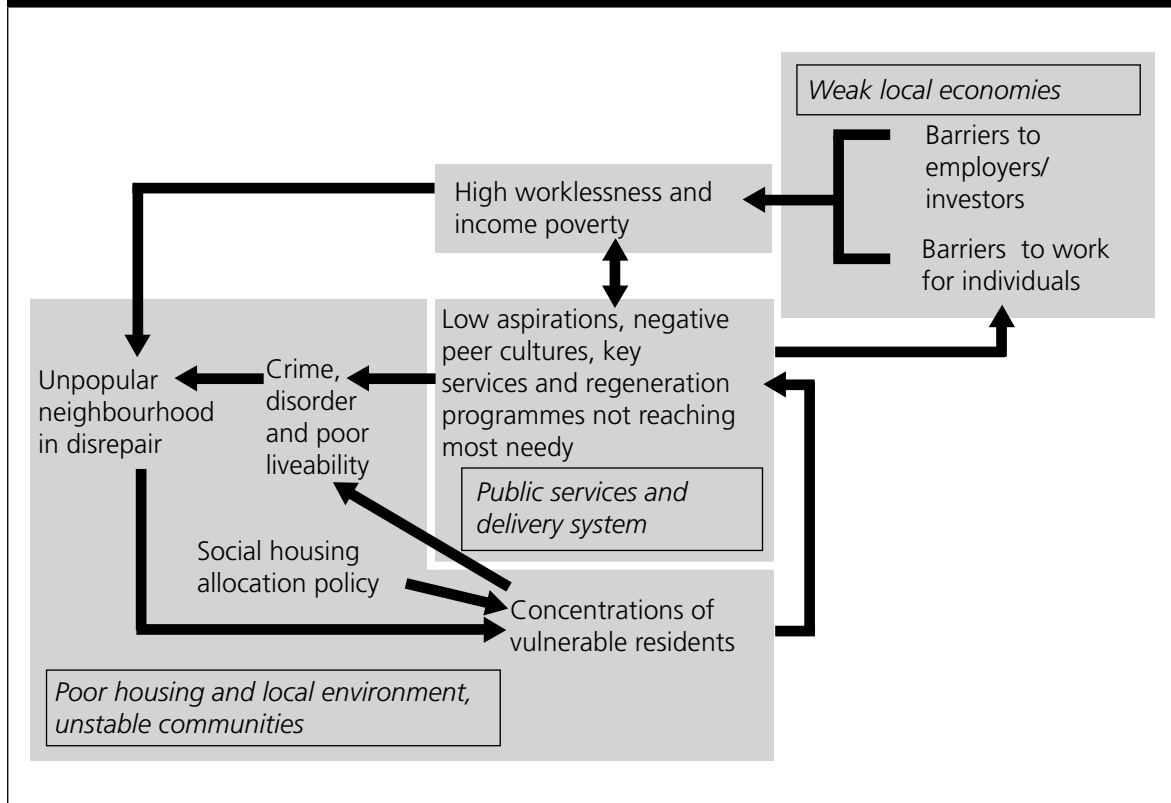 Weak local economies
Barriers to
employers/
investors
Barriers to work
for individuals
High worklessness and
income poverty
Low aspirations, negative
peer cultures, key
services and regeneration
programmes not reaching
most needy
Public services and
delivery system
Unpopular
neighbourhood
in disrepair
Crime,
disorder
and poor
liveability
Social housing
allocation policy
Concentrations of
vulnerable residents
Poor housing and local environment,
unstable communities